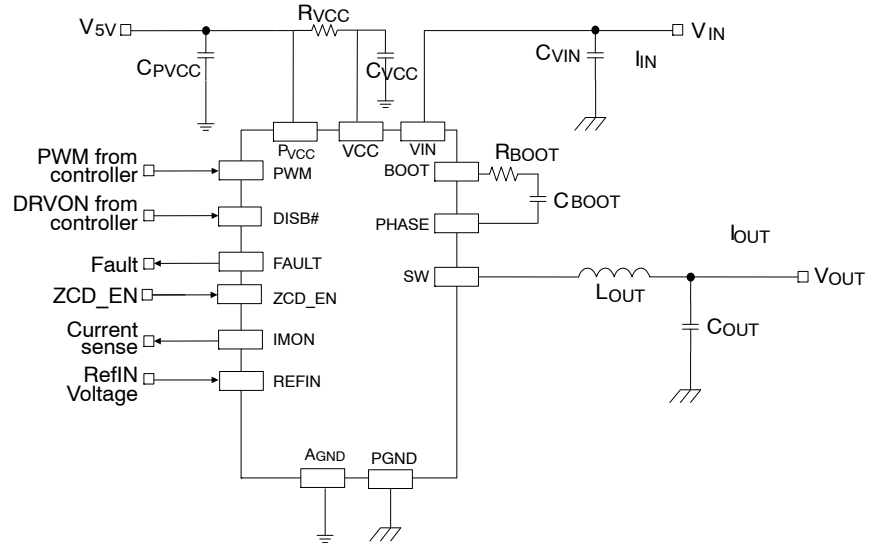 V5V
RVCC
CPVCC
CVCC
CVIN
IIN
VIN
PVCC
VCC
VIN
PWM from
controller
PWM
BOOT
RBOOT
CBOOT
DRVON from
controller
DISB#
PHASE
Fault
FAULT
IOUT
SW
VOUT
LOUT
ZCD_EN
ZCD_EN
COUT
Current
sense
IMON
RefIN
Voltage
REFIN
AGND
PGND